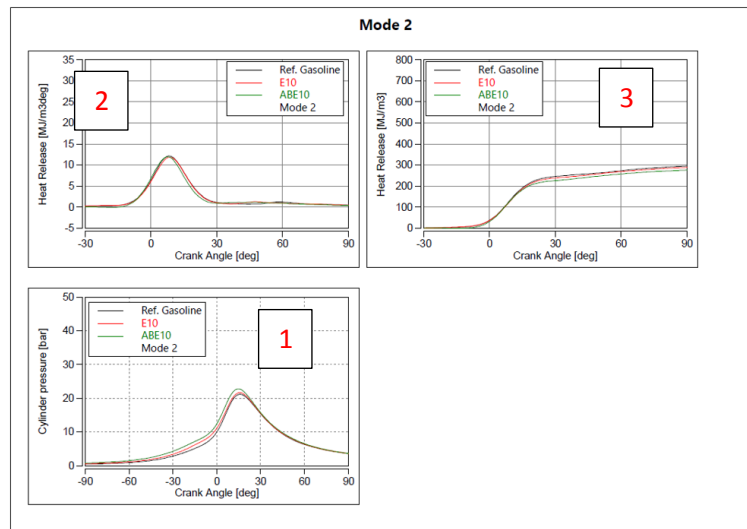 Mode 2
35
30
25
20
15
10
5
0
-5
Heat Release [MJ/m3deg]
2
Ref. Gasoline
E10
ABE10
Mode 2
-30
0
30
60
90
Crank Angle [deg]
800
700
600
500
400
300
200
100
0
Heat Release [MJ/m3]
Ref. Gasoline
E10
ABE10
Mode 2
3
-30
0
30
60
90
Crank Angle [deg]
50
40
30
20
10
0
Cylinder pressure [bar]
Ref. Gasoline
E10
ABE10
Mode 2
1
-90
-60
-30
0
30
60
90
Crank Angle [deg]